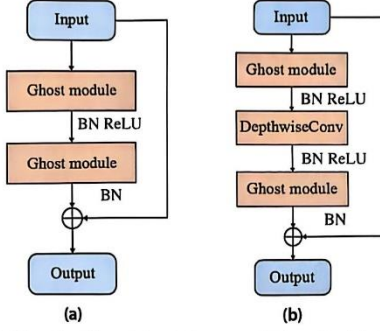 Input
Ghost module
BN ReLU
Ghost module
BN
Output
(a)
Input
Ghost module
BN ReLU
DepthwiseConv
BN ReLU
Ghost module
BN
Output
(b)